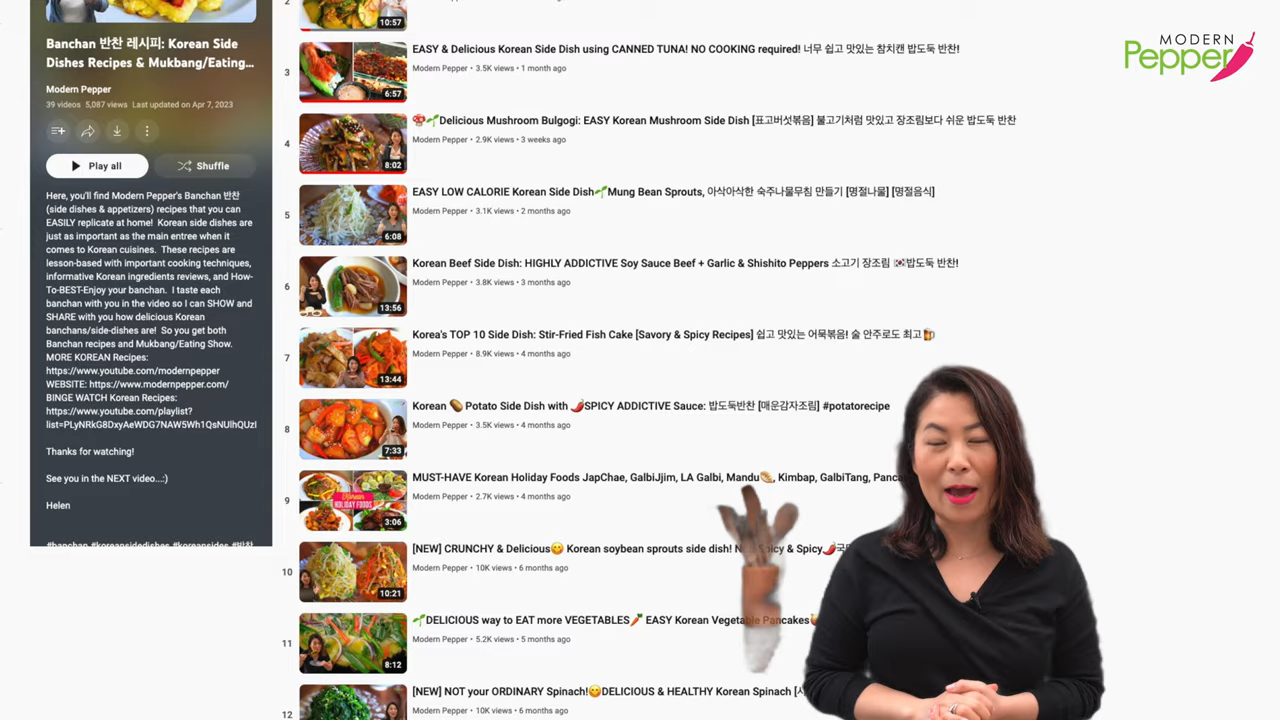 Banchan 반찬 레시피: Korean Side
Dishes Recipes & Mukbang/Eating...
Modern Pepper
39 videos 5,087 views Last updated on Apr 7, 2023
Play all
Shuffle
Here, you'll find Modern Pepper's Banchan 반찬
(side dishes & appetizers) recipes that you can
EASILY replicate at home! Korean side dishes are
just as important as the main entree when it
comes to Korean cuisines. These recipes are
lesson-based with important cooking techniques,
informative Korean ingredients reviews, and How-
To-BEST-Enjoy your banchan. I taste each
banchan with you in the video so I can SHOW and
SHARE with you how delicious Korean
banchans/side-dishes are! So you get both
Banchan recipes and Mukbang/Eating Show.
MORE KOREAN Recipes:
https://www.youtube.com/modernpepper
WEBSITE: https://www.modernpepper.com/
BINGE WATCH Korean Recipes:
https://www.youtube.com/playlist?
list=PLyNRkG8DxyAeWDG7NAW5Wh1QsNUlhQUzI
Thanks for watching!
See you in the NEXT video...:)
Helen
#banchan #koreansidedishes #koreansides #반찬
2
10:57
3
6:57
EASY & Delicious Korean Side Dish using CANNED TUNA! NO COOKING required! 너무 쉽고 맛있는 참치캔 밥도둑 반찬!
Modern Pepper • 3.5K views • 1 month ago
4
8:02
🍄🌱Delicious Mushroom Bulgogi: EASY Korean Mushroom Side Dish [표고버섯볶음] 불고기처럼 맛있고 장조림보다 쉬운 밥도둑 반찬
Modern Pepper • 2.9K views • 3 weeks ago
5
6:08
EASY LOW CALORIE Korean Side Dish🌱Mung Bean Sprouts, 아삭아삭한 숙주나물무침 만들기 [명절나물] [명절음식]
Modern Pepper • 3.1K views • 2 months ago
6
13:56
Korean Beef Side Dish: HIGHLY ADDICTIVE Soy Sauce Beef + Garlic & Shishito Peppers 소고기 장조림 🇰🇷밥도둑 반찬!
Modern Pepper • 3.8K views • 3 months ago
7
13:44
Korea's TOP 10 Side Dish: Stir-Fried Fish Cake [Savory & Spicy Recipes] 쉽고 맛있는 어묵볶음! 술 안주로도 최고🍺
Modern Pepper • 8.9K views • 4 months ago
8
7:33
Korean 🥔 Potato Side Dish with 🌶️SPICY ADDICTIVE Sauce: 밥도둑반찬 [매운감자조림] #potatorecipe
Modern Pepper • 3.5K views • 4 months ago
9
Korean
HOLIDAY FOODS
3:06
MUST-HAVE Korean Holiday Foods JapChae, GalbiJjim, LA Galbi, Mandu🥟, Kimbap, GalbiTang, Panca
Modern Pepper • 2.7K views • 4 months ago
10
10:21
[NEW] CRUNCHY & Delicious😋 Korean soybean sprouts side dish! & Spicy🌶️
Modern Pepper • 10K views • 6 months ago
11
8:12
🌱DELICIOUS way to EAT more VEGETABLES🥕 EASY Korean Vegetable Pancakes
Modern Pepper • 5.2K views • 5 months ago
12
[NEW] NOT your ORDINARY Spinach!😋DELICIOUS & HEALTHY Korean Spinach [
Modern Pepper • 10K views • 6 months ago
MODERN
Pepper